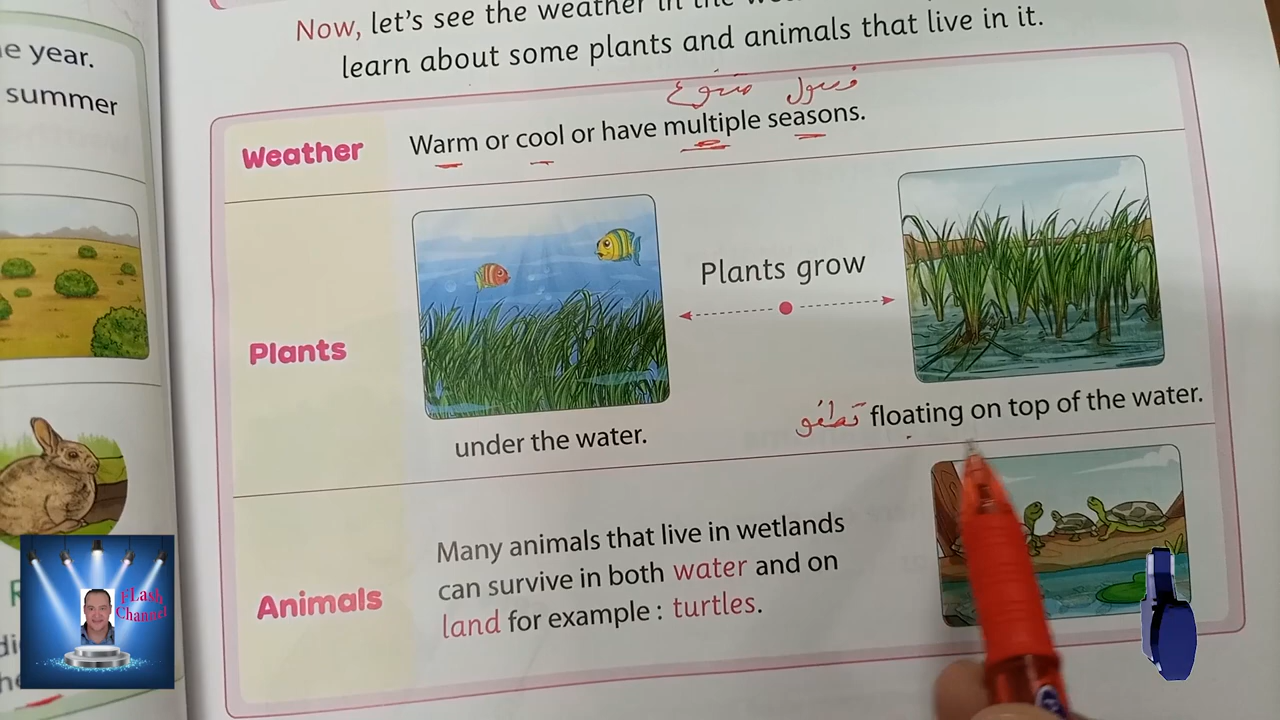 Now, let's see the weather in the
learn about some plants and animals that live in it.
e year.
summer
فصول متنوع
Weather
Warm or cool or have multiple seasons.
Plants grow
Plants
under the water.
تطفو floating on top of the water.
Many animals that live in wetlands
can survive in both water and on
land for example : turtles.
Animals
Flash
Channel